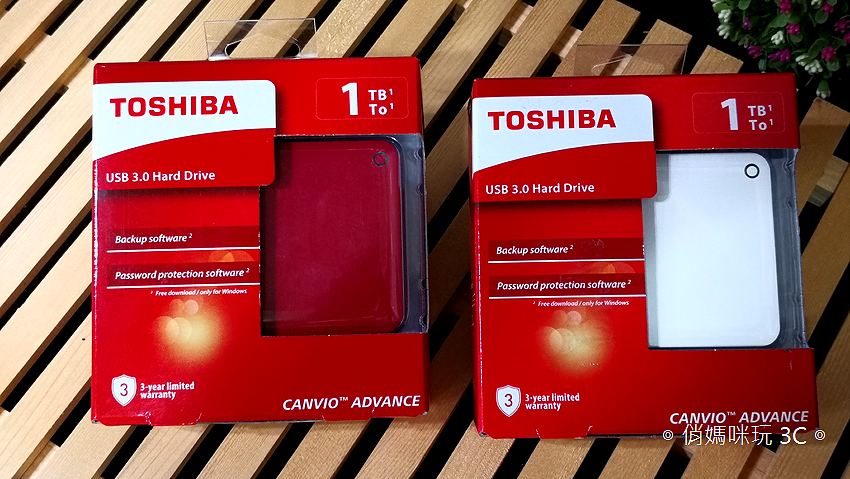 TOSHIBA
1 TB¹
To¹
USB 3.0 Hard Drive
Backup software ²
Password protection software ²
¹ Free download / only for Windows
3
3-year limited
warranty
CANVIO™ ADVANCE
TOSHIBA
1 TB¹
To¹
USB 3.0 Hard Drive
Backup software ²
Password protection software ²
² Free download / only for Windows
3
3-year limited
warranty
CANVIO™ ADVANCE
俏媽咪玩 3C